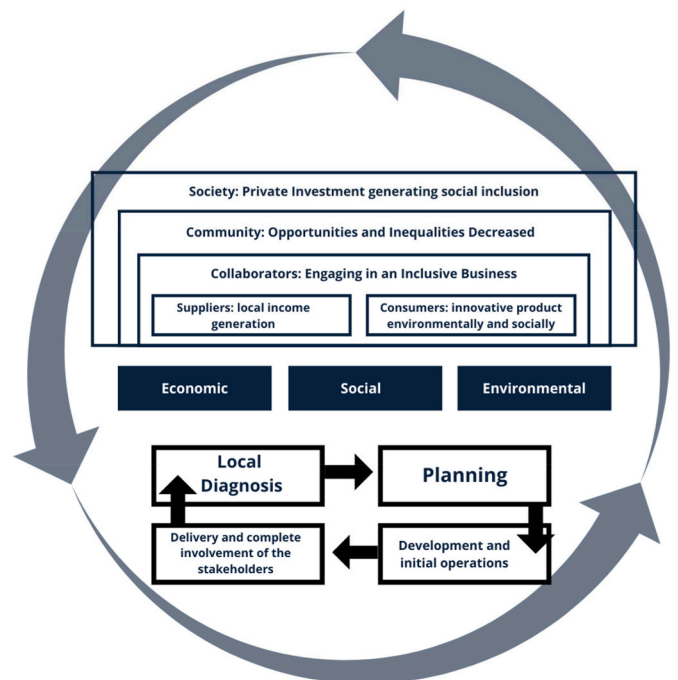 Society: Private Investment generating social inclusion
Community: Opportunities and Inequalities Decreased
Collaborators: Engaging in an Inclusive Business
Suppliers: local income
generation
Consumers: innovative product
environmentally and socially
Economic
Social
Environmental
Local
Diagnosis
Planning
Delivery and complete
involvement of the
stakeholders
Development and
initial operations